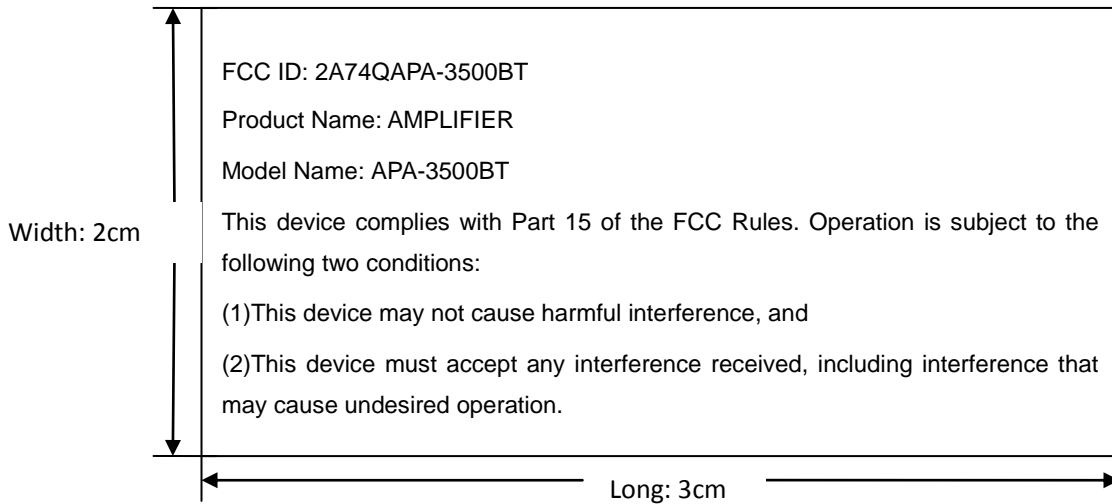 FCC ID: 2A74QAPA-3500BT
Product Name: AMPLIFIER
Model Name: APA-3500BT
Width: 2cm
This device complies with Part 15 of the FCC Rules. Operation is subject to the
following two conditions:
(1)This device may not cause harmful interference, and
(2)This device must accept any interference received, including interference that
may cause undesired operation.
Long: 3cm